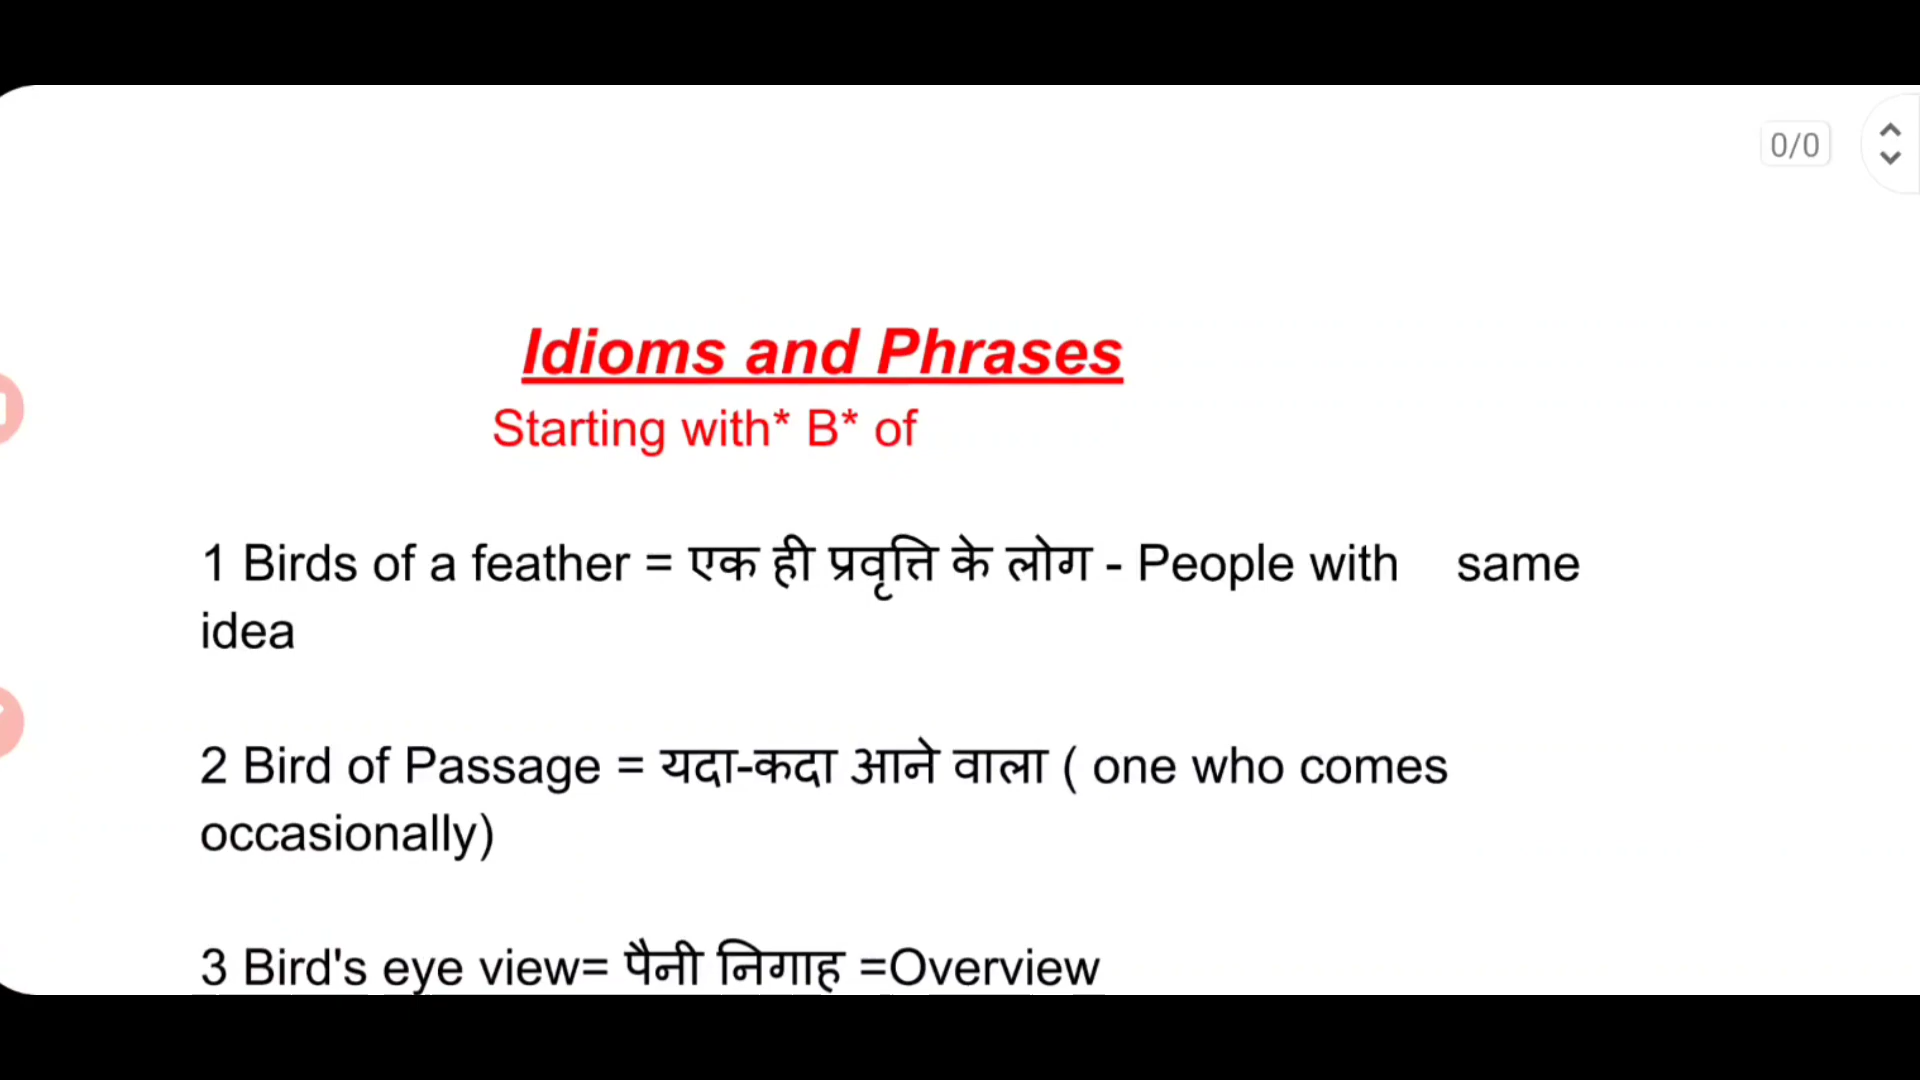 0/0
Idioms and Phrases
Starting with* B* of
1 Birds of a feather = एक ही प्रवृत्ति के लोग - People with same
idea
2 Bird of Passage = यदा-कदा आने वाला ( one who comes
occasionally)
3 Bird's eye view= पैनी निगाह =Overview